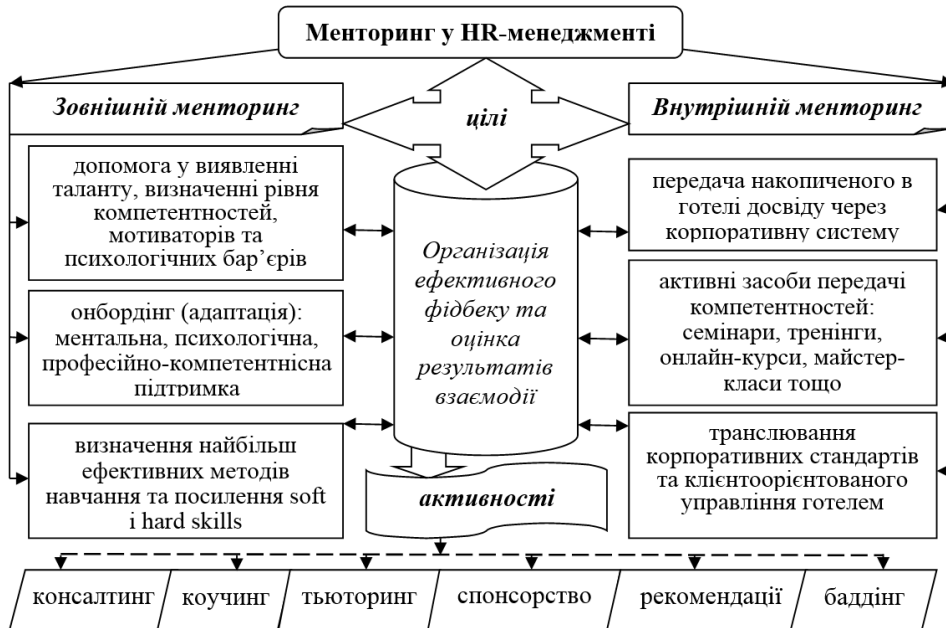 Менторинг у HR-менеджменті
Зовнішній менторинг
цілі
Внутрішній менторинг
допомога у виявленні
таланту, визначенні рівня
компетентностей,
мотиваторів та
психологічних бар’єрів
онбордінг (адаптація):
ментальна, психологічна,
професійно-компетентнісна
підтримка
визначення найбільш
ефективних методів
навчання та посилення soft
і hard skills
Організація
ефективного
фідбеку та
оцінка
результатів
взаємодії
передача накопиченого в
готелі досвіду через
корпоративну систему
активні засоби передачі
компетентностей:
семінари, тренінги,
онлайн-курси, майстер-
класи тощо
транслювання
корпоративних стандартів
та клієнтоорієнтованого
управління готелем
активності
консалтинг
коучинг
тьюторинг
спонсорство
рекомендації
баддінг